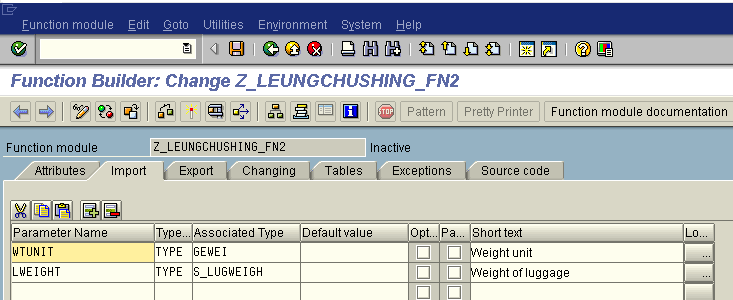 Function module Edit Goto Utilities Environment System Help
Function Builder: Change Z_LEUNGCHUSHING_FN2
STOP Pattern Pretty Printer Function module documentation
Function module Z_LEUNGCHUSHING_FN2 Inactive
Attributes Import Export Changing Tables Exceptions Source code
Parameter Name Type... Associated Type Default value Opt... Pa... Short text Lo...
WTUNIT TYPE GEWEI Weight unit ...
LWEIGHT TYPE S_LUGWEIGH Weight of luggage ...
...